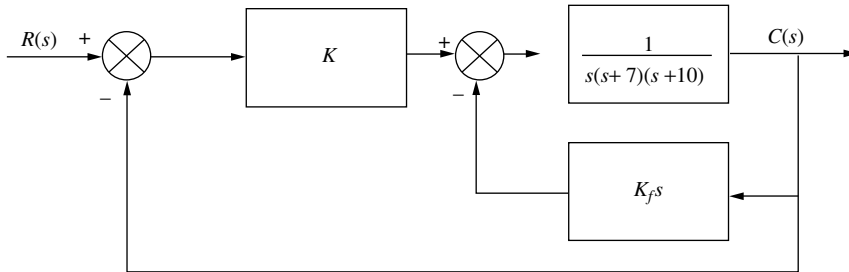 R(s)
+
−
K
+
−
1
s(s+ 7)(s +10)
C(s)
K_f s